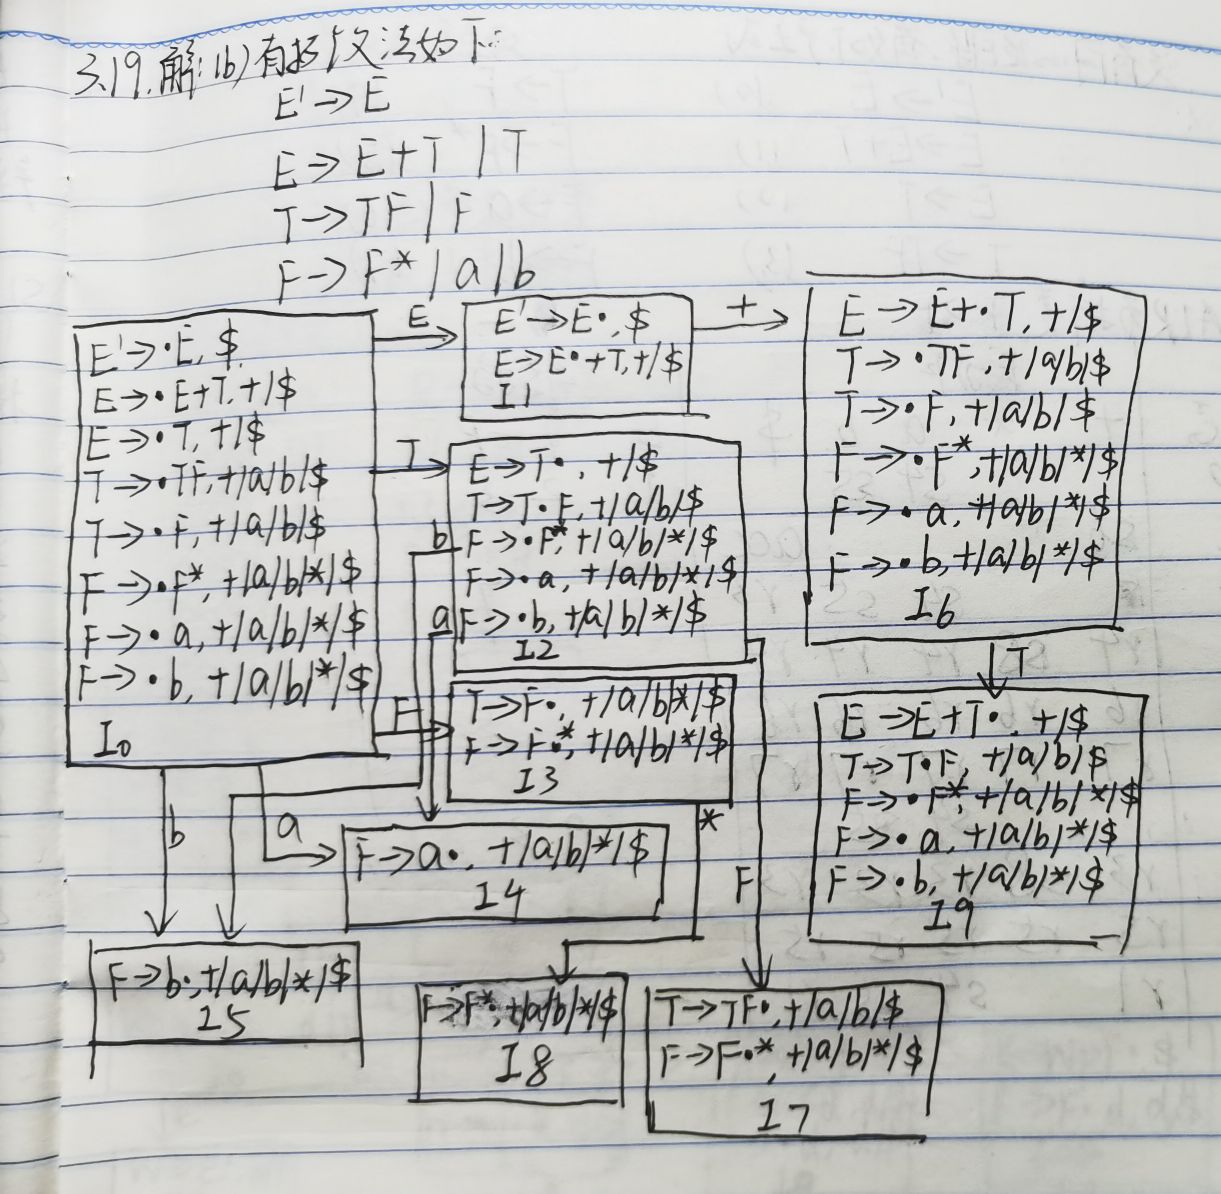 3.19.解:(b)有拓广文法如下:
E'→E
E→E+T | T
T→TF | F
F→F* | a | b
E'→·E, $
E→·E+T, +/$
E→·T, +/$
T→·TF, +/a/b/$
T→·F, +/a/b/$
F→·F*, +/a/b/*/$
F→·a, +/a/b/*/$
F→·b, +/a/b/*/$
I0
E
E'→E·, $
E→E·+T, +/$
I1
+
E→E+·T, +/$
T→·TF, +/a/b/$
T→·F, +/a/b/$
F→·F*, +/a/b/*/$
F→·a, +/a/b/*/$
F→·b, +/a/b/*/$
I6
T
E→T·, +/$
T→T·F, +/a/b/$
F→·F*, +/a/b/*/$
F→·a, +/a/b/*/$
F→·b, +/a/b/*/$
I2
b
a
F
T→F·, +/a/b/*/$
F→F·*, +/a/b/*/$
I3
T
E→E+T·, +/$
T→T·F, +/a/b/$
F→·F*, +/a/b/*/$
F→·a, +/a/b/*/$
F→·b, +/a/b/*/$
I9
b
a
*
F
F→a·, +/a/b/*/$
I4
F→b·, +/a/b/*/$
I5
F→F*·, +/a/b/*/$
I8
T→TF·, +/a/b/$
F→F·*, +/a/b/*/$
I7